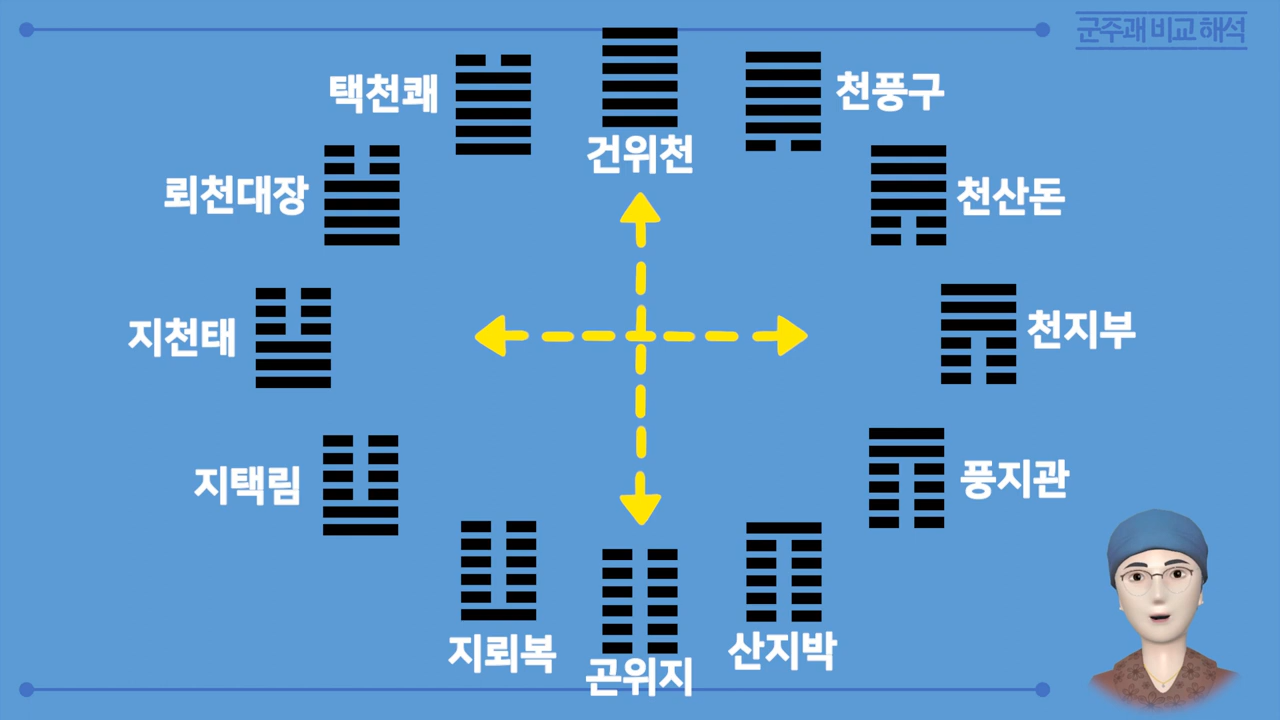 군주괘 비교 해석
택천쾌
건위천
천풍구
뢰천대장
천산돈
지천태
천지부
지택림
풍지관
지뢰복
곤위지
산지박